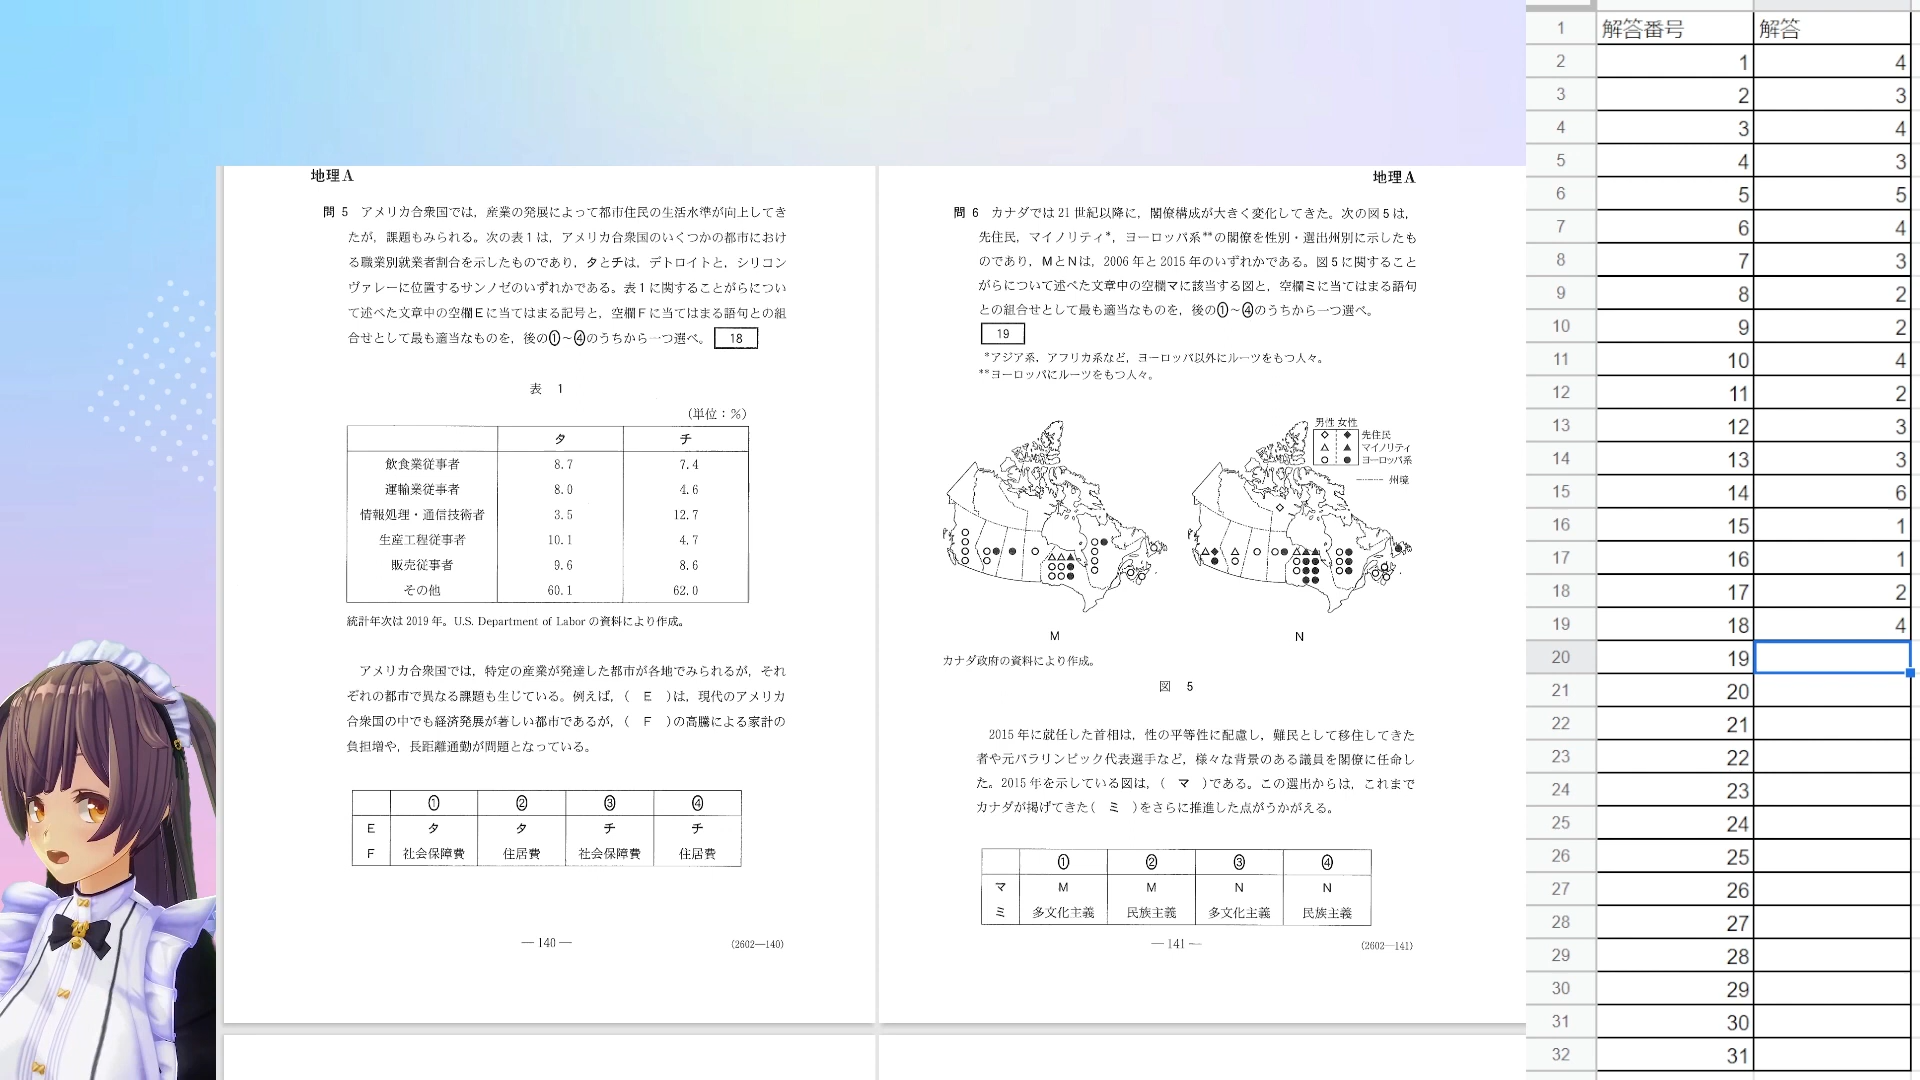 地理A
問 5 アメリカ合衆国では，産業の発展によって都市住民の生活水準が向上してき
たが，課題もみられる。次の表1は，アメリカ合衆国のいくつかの都市におけ
る職業別就業者割合を示したものであり，タとチは，デトロイトと，シリコン
ヴァレーに位置するサンノゼのいずれかである。表1に関することがらについ
て述べた文章中の空欄Eに当てはまる記号と，空欄Fに当てはまる語句との組
合せとして最も適当なものを，後の①～④のうちから一つ選べ。 18
表 1
(単位：％)
タ チ
飲食業従事者 8.7 7.4
運輸業従事者 8.0 4.6
情報処理・通信技術者 3.5 12.7
生産工程従事者 10.1 4.7
販売従事者 9.6 8.6
その他 60.1 62.0
統計年次は 2019 年。U.S. Department of Labor の資料により作成。
アメリカ合衆国では，特定の産業が発達した都市が各地でみられるが，それ
ぞれの都市で異なる課題も生じている。例えば，( E )は，現代のアメリカ
合衆国の中でも経済発展が著しい都市であるが，( F )の高騰による家計の
負担増や，長距離通勤が問題となっている。
① ② ③ ④
E タ タ チ チ
F 社会保障費 住居費 社会保障費 住居費
— 140 —
(2602—140)
地理A
問 6 カナダでは 21 世紀以降に，閣僚構成が大きく変化してきた。次の図5は，
先住民，マイノリティ*，ヨーロッパ系**の閣僚を性別・選出州別に示したも
のであり，MとNは，2006 年と 2015 年のいずれかである。図5に関すること
がらについて述べた文章中の空欄マに該当する図と，空欄ミに当てはまる語句
との組合せとして最も適当なものを，後の①～④のうちから一つ選べ。
19
*アジア系，アフリカ系など，ヨーロッパ以外にルーツをもつ人々。
**ヨーロッパにルーツをもつ人々。
男性 女性
先住民
マイノリティ
ヨーロッパ系
州境
M
N
カナダ政府の資料により作成。
図 5
2015 年に就任した首相は，性の平等性に配慮し，難民として移住してきた
者や元パラリンピック代表選手など，様々な背景のある議員を閣僚に任命し
た。2015 年を示している図は，( マ )である。この選出からは，これまで
カナダが掲げてきた( ミ )をさらに推進した点がうかがえる。
① ② ③ ④
マ M M N N
ミ 多文化主義 民族主義 多文化主義 民族主義
— 141 —
(2602—141)
1 解答番号 解答
2 1 4
3 2 3
4 3 4
5 4 3
6 5 5
7 6 4
8 7 3
9 8 2
10 9 2
11 10 4
12 11 2
13 12 3
14 13 3
15 14 6
16 15 1
17 16 1
18 17 2
19 18 4
20 19
21 20
22 21
23 22
24 23
25 24
26 25
27 26
28 27
29 28
30 29
31 30
32 31